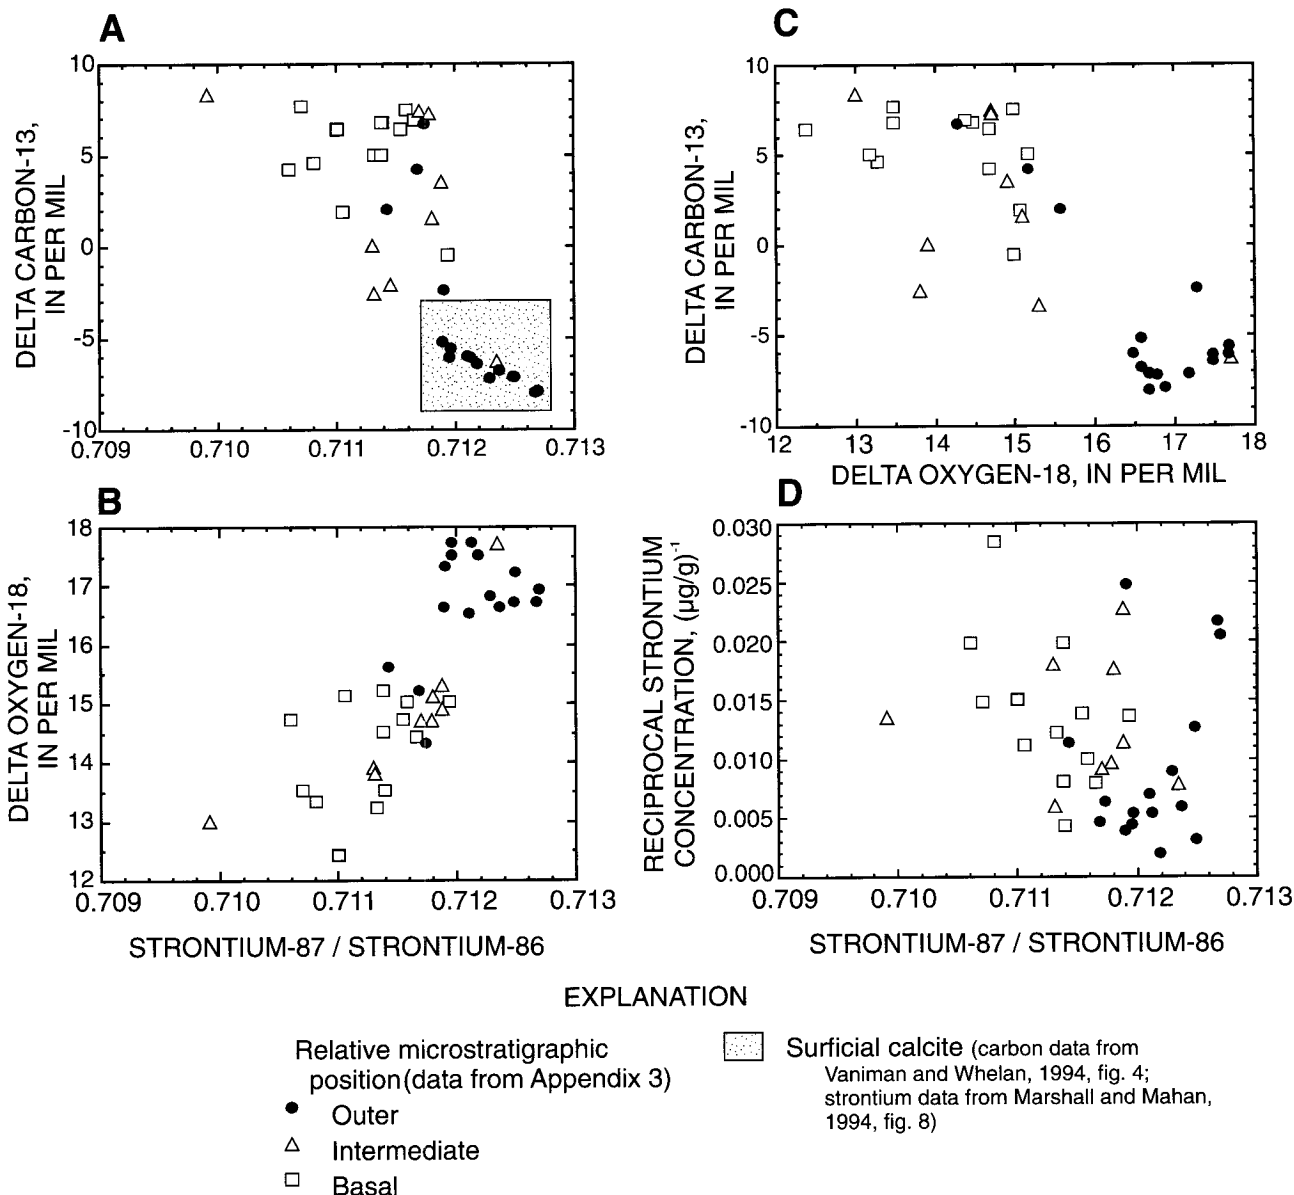 A
10
5
0
-5
-10
DELTA CARBON-13,
IN PER MIL
0.709
0.710
0.711
0.712
0.713
C
10
5
0
-5
-10
DELTA CARBON-13,
IN PER MIL
12
13
14
15
16
17
18
DELTA OXYGEN-18, IN PER MIL
B
18
17
16
15
14
13
12
DELTA OXYGEN-18,
IN PER MIL
0.709
0.710
0.711
0.712
0.713
STRONTIUM-87 / STRONTIUM-86
D
0.030
0.025
0.020
0.015
0.010
0.005
0.000
RECIPROCAL STRONTIUM
CONCENTRATION, (µg/g)⁻¹
0.709
0.710
0.711
0.712
0.713
STRONTIUM-87 / STRONTIUM-86
EXPLANATION
Relative microstratigraphic
position(data from Appendix 3)
Outer
Intermediate
Basal
Surficial calcite (carbon data from
Vaniman and Whelan, 1994, fig. 4;
strontium data from Marshall and Mahan,
1994, fig. 8)